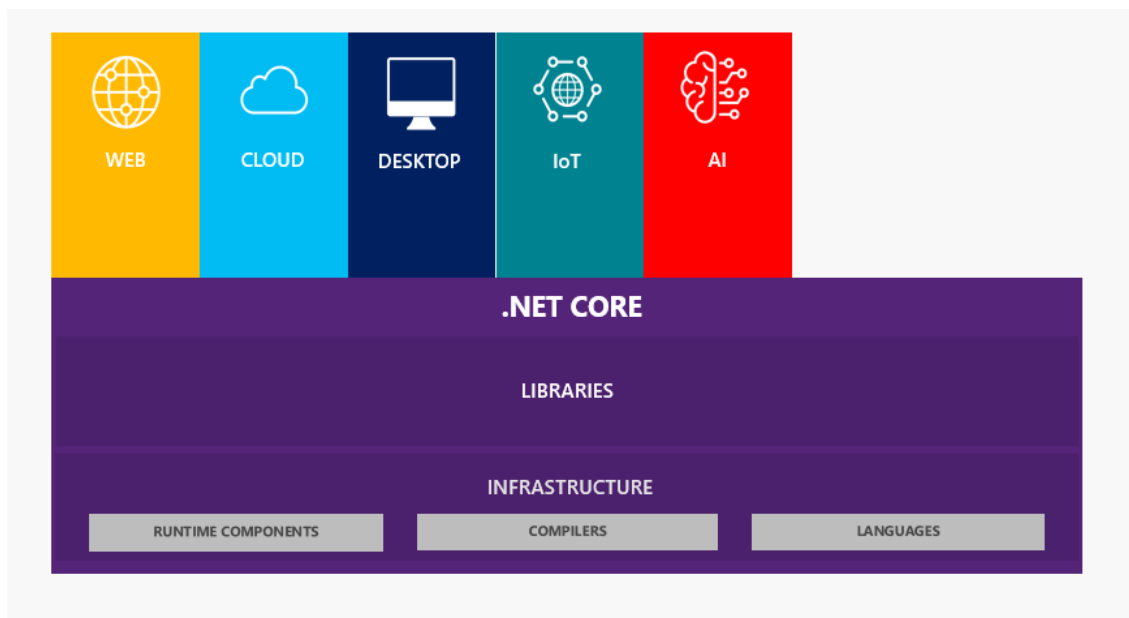 WEB
CLOUD
DESKTOP
IoT
AI
.NET CORE
LIBRARIES
INFRASTRUCTURE
RUNTIME COMPONENTS
COMPILERS
LANGUAGES